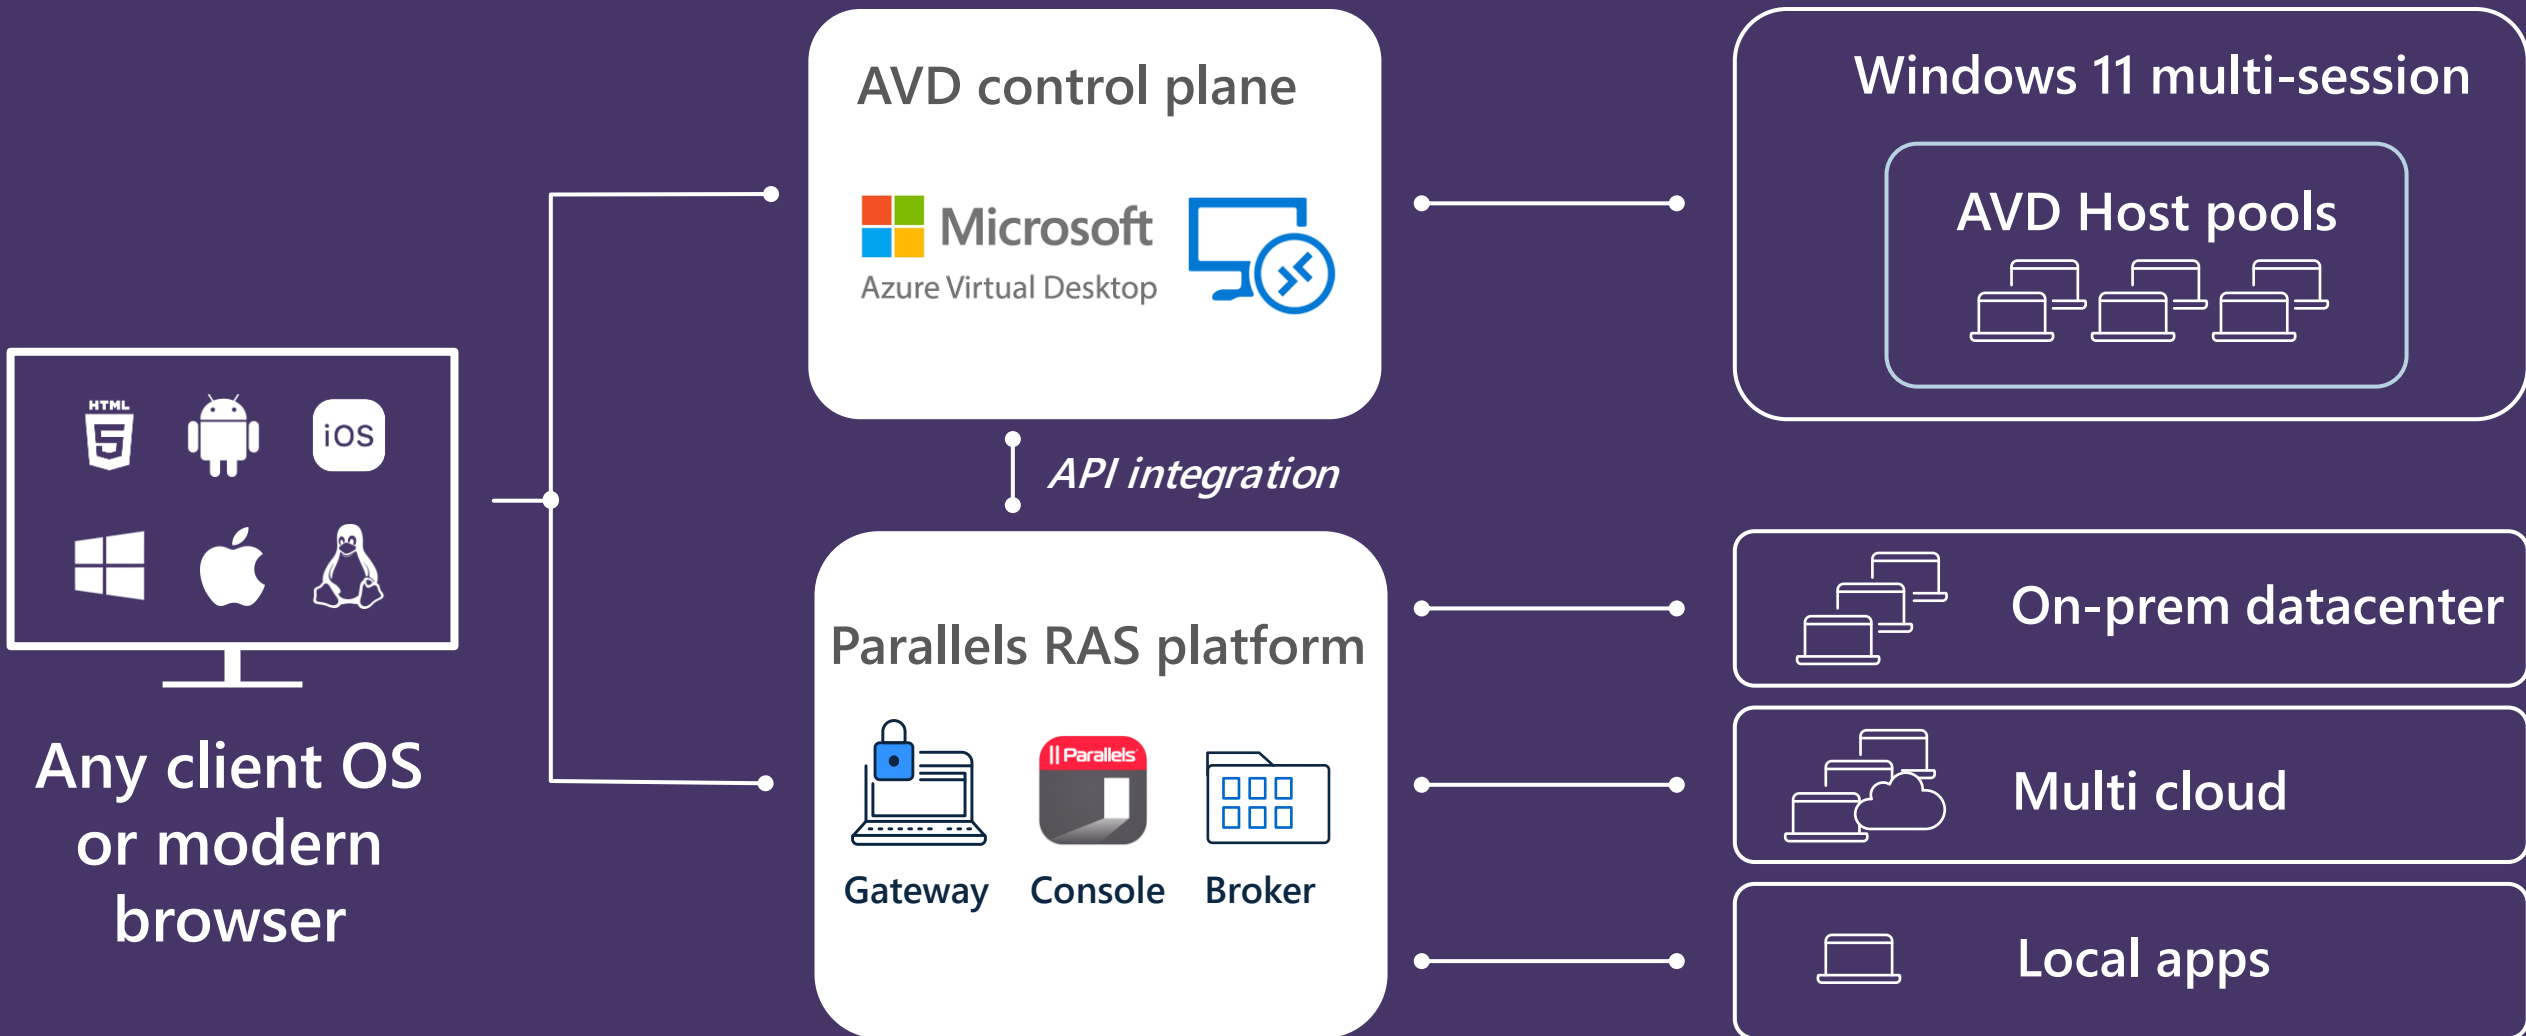 HTML
5
iOS
Any client OS
or modern
browser
AVD control plane
Microsoft
Azure Virtual Desktop
API integration
Parallels RAS platform
Parallels
Gateway Console Broker
Windows 11 multi-session
AVD Host pools
On-prem datacenter
Multi cloud
Local apps